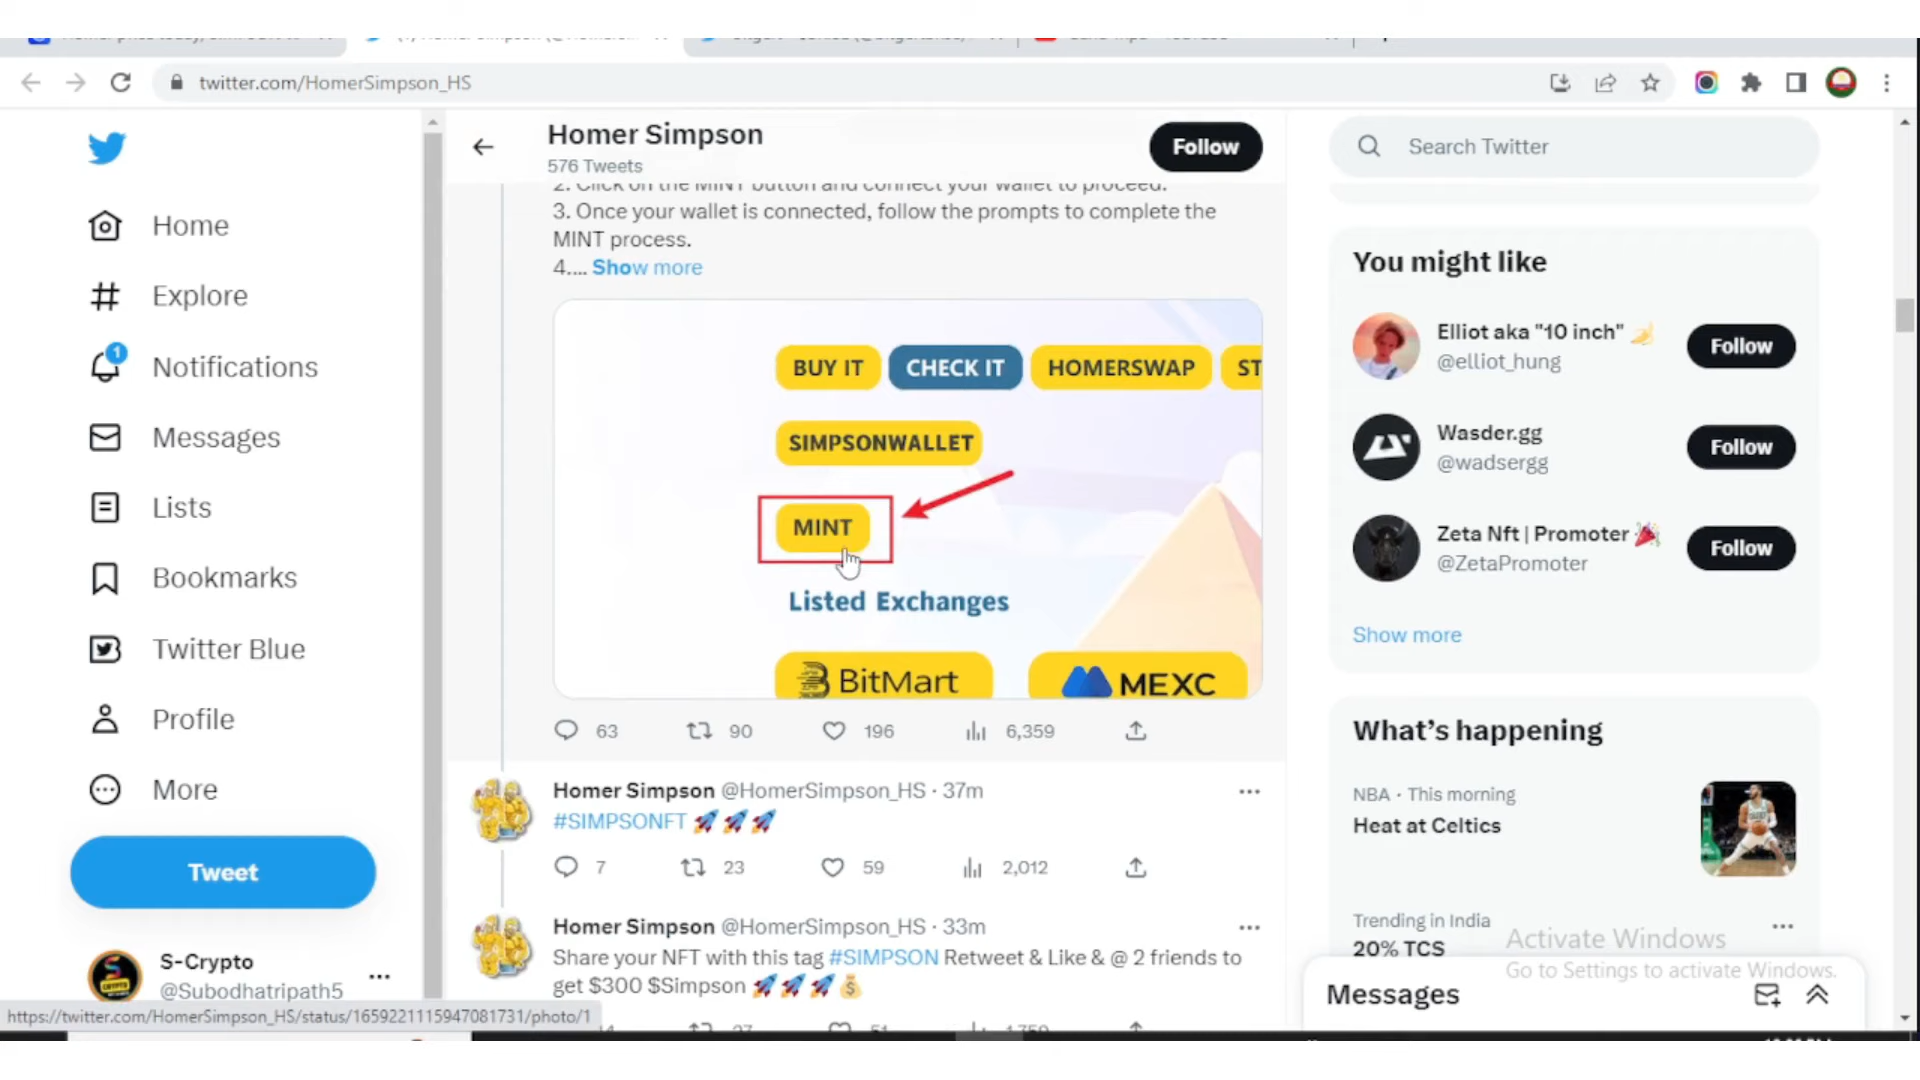 twitter.com/HomerSimpson_HS
Home
Explore
1
Notifications
Messages
Lists
Bookmarks
Twitter Blue
Profile
More
Tweet
S-Crypto
@Subodhatripath5
Homer Simpson
576 Tweets
Follow
2. Click on the MINT button and connect your wallet to proceed.
3. Once your wallet is connected, follow the prompts to complete the
MINT process.
4.... Show more
BUY IT CHECK IT HOMERSWAP ST
SIMPSONWALLET
MINT
Listed Exchanges
BitMart MEXC
63 90 196 6,359
Homer Simpson @HomerSimpson_HS · 37m
#SIMPSONFT 🚀🚀🚀
7 23 59 2,012
Homer Simpson @HomerSimpson_HS · 33m
Share your NFT with this tag #SIMPSON Retweet & Like & @ 2 friends to
get $300 $Simpson 🚀🚀🚀💰
Search Twitter
You might like
Elliot aka "10 inch" 🍌
@elliot_hung
Follow
Wasder.gg
@wadsergg
Follow
Zeta Nft | Promoter 🎉
@ZetaPromoter
Follow
Show more
What's happening
NBA · This morning
Heat at Celtics
Trending in India
20% TCS
Activate Windows
Go to Settings to activate Windows.
Messages
https://twitter.com/HomerSimpson_HS/status/1659221115947081731/photo/1